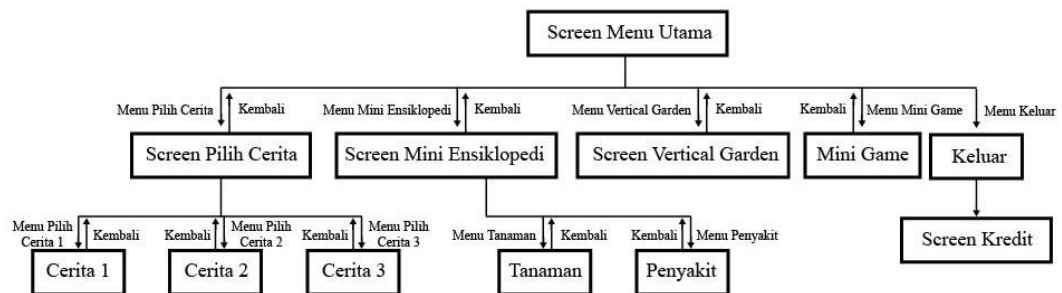 Screen Menu Utama
Menu Pilih Cerita
Kembali
Menu Mini Ensiklopedi
Kembali
Menu Vertical Garden
Kembali
Kembali
Menu Mini Game
Menu Keluar
Screen Pilih Cerita
Screen Mini Ensiklopedi
Screen Vertical Garden
Mini Game
Keluar
Menu Pilih
Cerita 1
Kembali
Kembali
Menu Pilih
Cerita 2
Kembali
Menu Pilih
Cerita 3
Menu Tanaman
Kembali
Kembali
Menu Penyakit
Screen Kredit
Cerita 1
Cerita 2
Cerita 3
Tanaman
Penyakit